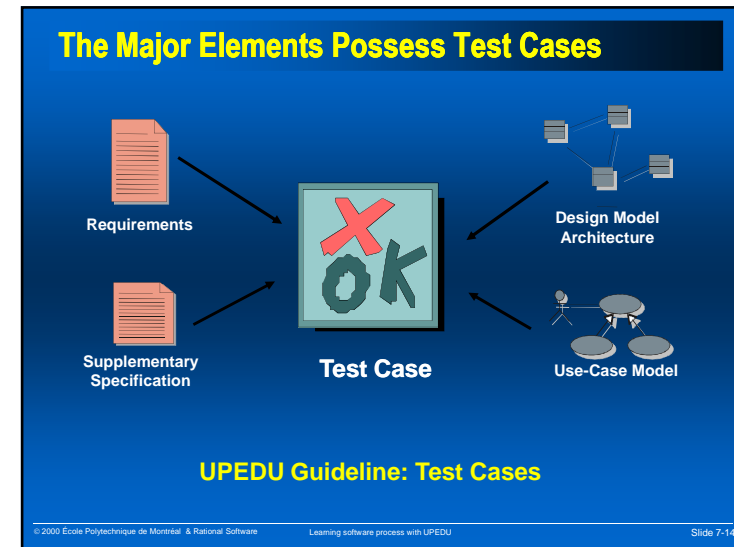 The Major Elements Possess Test Cases
Requirements
Supplementary
Specification
X
OK
Test Case
Design Model
Architecture
Use-Case Model
UPEDU Guideline: Test Cases
© 2000 École Polytechnique de Montréal & Rational Software
Learning software process with UPEDU
Slide 7-14